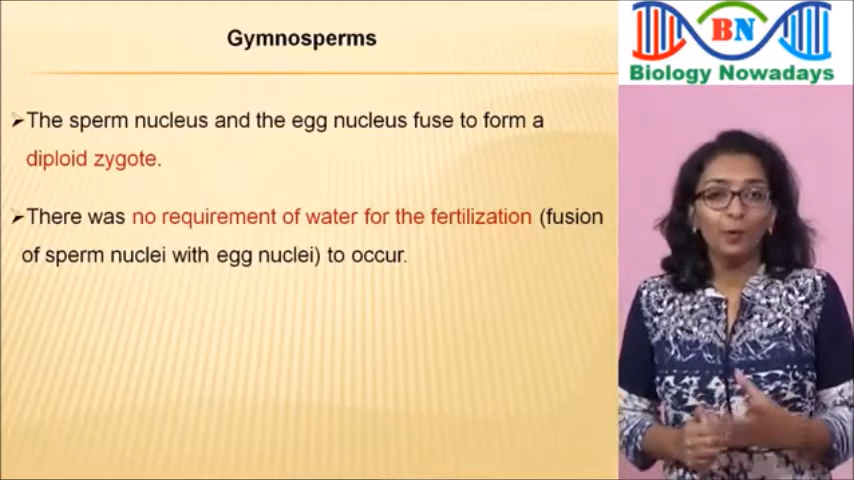 Gymnosperms
BN
Biology Nowadays
➢The sperm nucleus and the egg nucleus fuse to form a
diploid zygote.
➢There was no requirement of water for the fertilization (fusion
of sperm nuclei with egg nuclei) to occur.